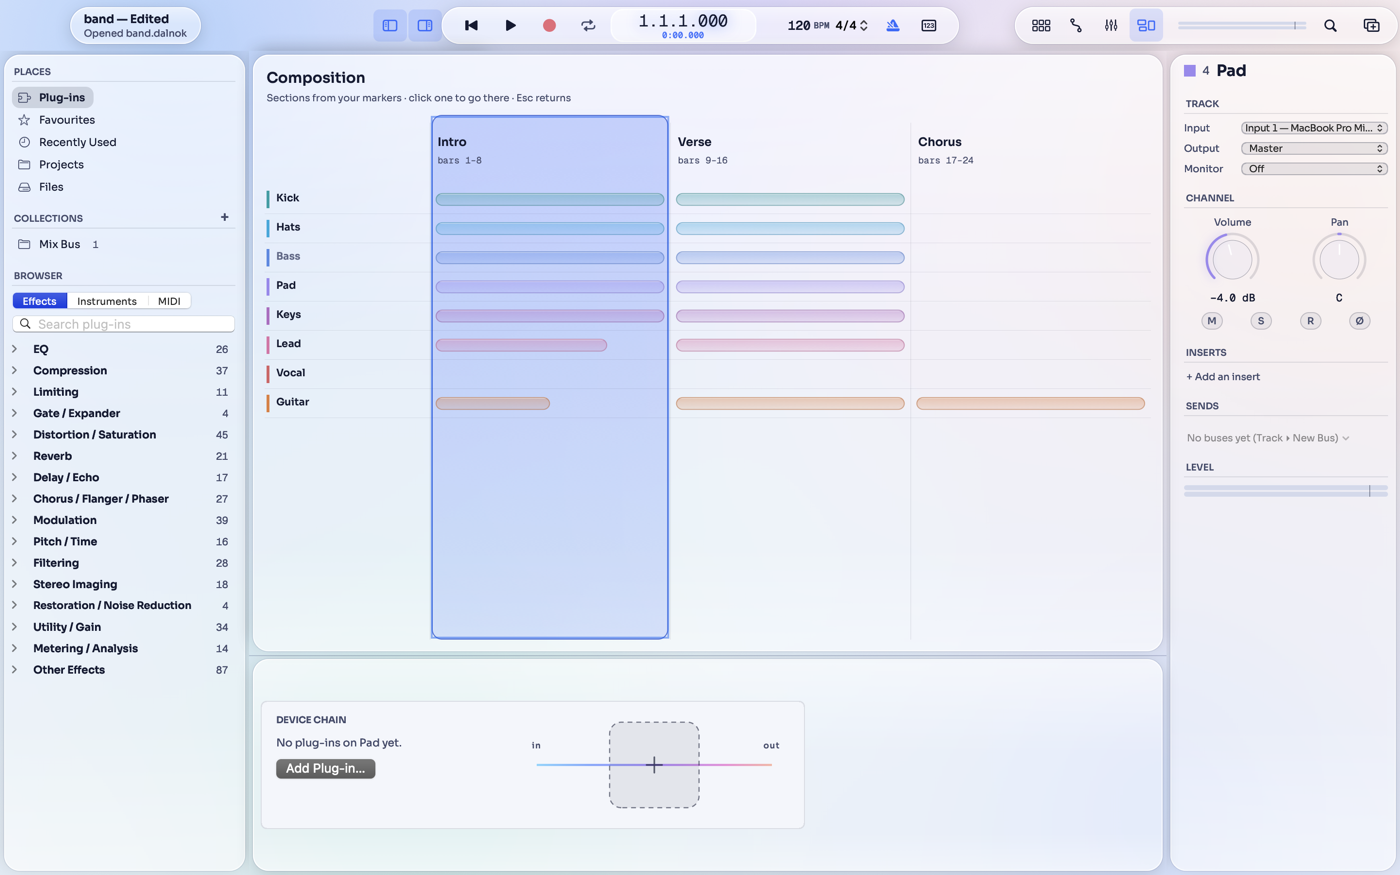 band — Edited
Opened band.dalnok
1.1.1.000
0:00.000
120 BPM 4/4
123
PLACES
Plug-ins
Favourites
Recently Used
Projects
Files
COLLECTIONS +
Mix Bus 1
BROWSER
Effects Instruments MIDI
Search plug-ins
EQ 26
Compression 37
Limiting 11
Gate / Expander 4
Distortion / Saturation 45
Reverb 21
Delay / Echo 17
Chorus / Flanger / Phaser 27
Modulation 39
Pitch / Time 16
Filtering 28
Stereo Imaging 18
Restoration / Noise Reduction 4
Utility / Gain 34
Metering / Analysis 14
Other Effects 87
Composition
Sections from your markers · click one to go there · Esc returns
Intro Verse Chorus
bars 1–8 bars 9–16 bars 17–24
Kick
Hats
Bass
Pad
Keys
Lead
Vocal
Guitar
DEVICE CHAIN
No plug-ins on Pad yet.
Add Plug-in...
in out
4 Pad
TRACK
Input Input 1 — MacBook Pro Mi...
Output Master
Monitor Off
CHANNEL
Volume Pan
−4.0 dB C
M S R Ø
INSERTS
+ Add an insert
SENDS
No buses yet (Track ▸ New Bus)
LEVEL